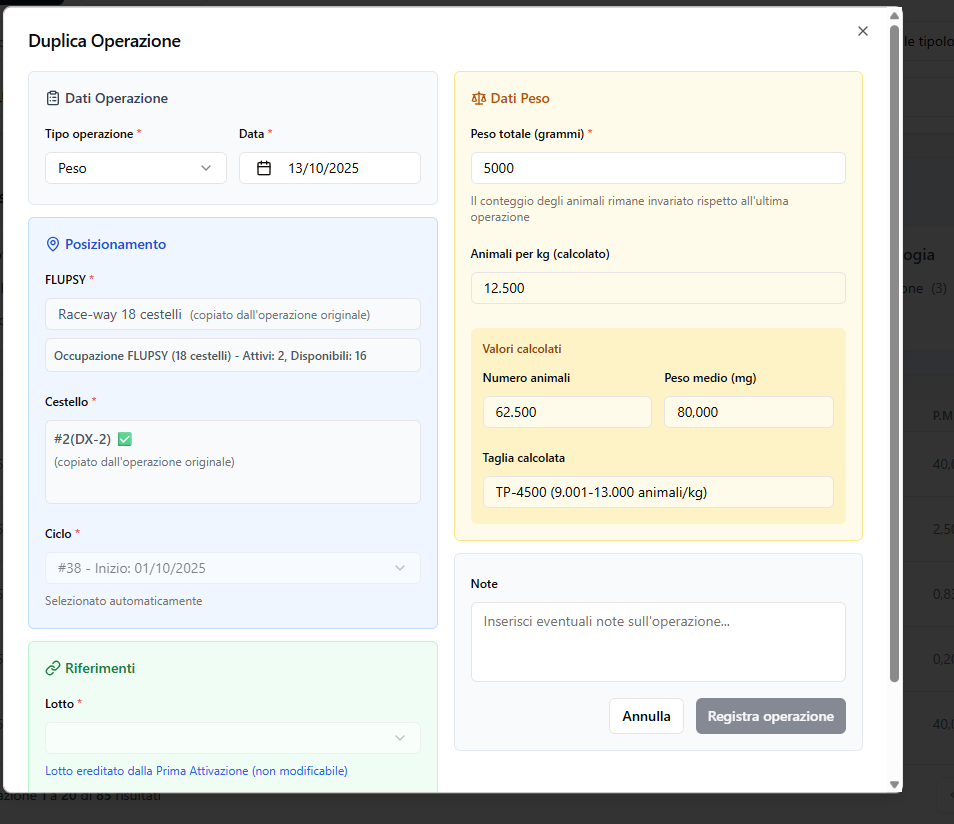 Duplica Operazione
Dati Operazione
Tipo operazione *
Data *
Peso
13/10/2025
Posizionamento
FLUPSY *
Race-way 18 cestelli (copiato dall'operazione originale)
Occupazione FLUPSY (18 cestelli) - Attivi: 2, Disponibili: 16
Cestello *
#2(DX-2) ✅
(copiato dall'operazione originale)
Ciclo *
#38 - Inizio: 01/10/2025
Selezionato automaticamente
Riferimenti
Lotto *
Lotto ereditato dalla Prima Attivazione (non modificabile)
Dati Peso
Peso totale (grammi) *
5000
Il conteggio degli animali rimane invariato rispetto all'ultima
operazione
Animali per kg (calcolato)
12.500
Valori calcolati
Numero animali
Peso medio (mg)
62.500
80,000
Taglia calcolata
TP-4500 (9.001-13.000 animali/kg)
Note
Inserisci eventuali note sull'operazione...
Annulla
Registra operazione
le tipolo
ogia
one (3)
P.M
40,0
2.50
0,83
0,20
40,0
azione 1 a 20 di 85 risultati